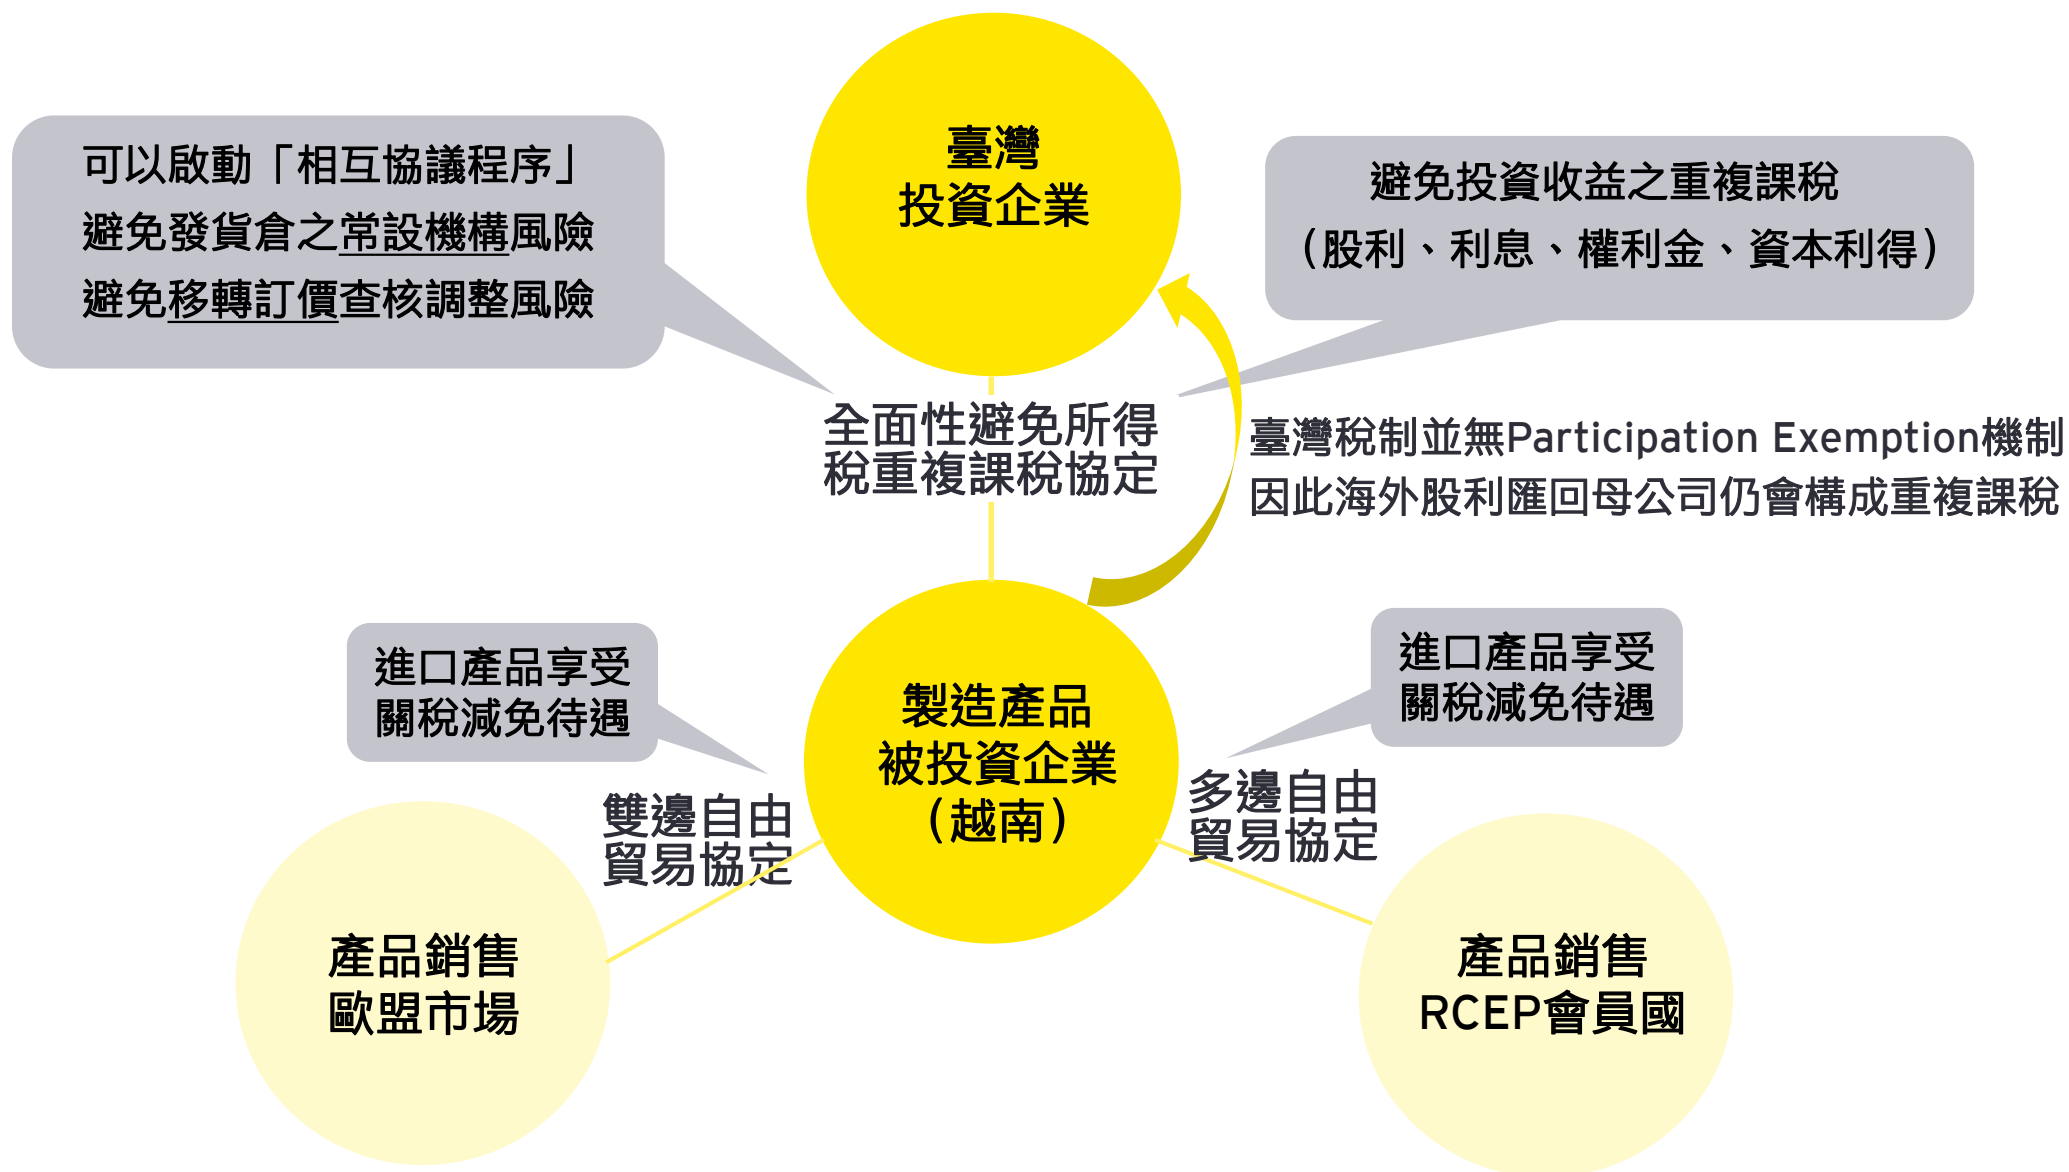 臺灣
投資企業
可以啟動「相互協議程序」
避免發貨倉之常設機構風險
避免移轉訂價查核調整風險
避免投資收益之重複課稅
（股利、利息、權利金、資本利得）
全面性避免所得
稅重複課稅協定
臺灣稅制並無Participation Exemption機制
因此海外股利匯回母公司仍會構成重複課稅
進口產品享受
關稅減免待遇
製造產品
被投資企業
（越南）
進口產品享受
關稅減免待遇
雙邊自由
貿易協定
多邊自由
貿易協定
產品銷售
歐盟市場
產品銷售
RCEP會員國